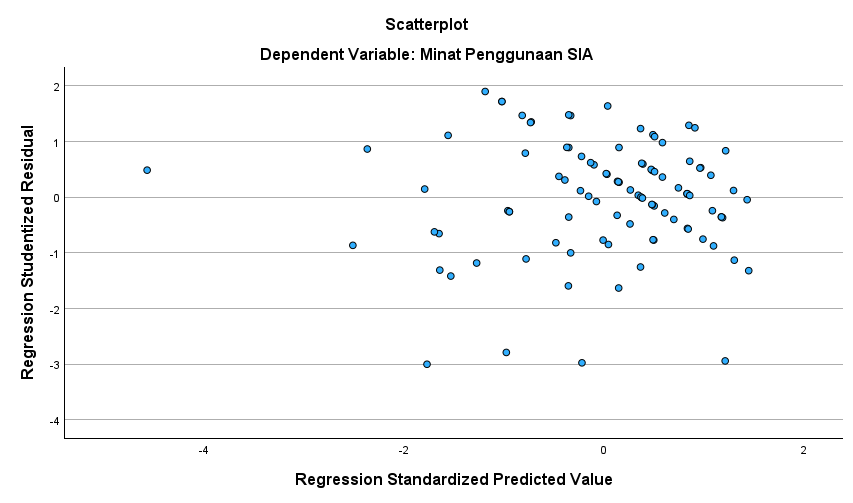 Scatterplot
Dependent Variable: Minat Penggunaan SIA
Regression Studentized Residual
2
1
0
-1
-2
-3
-4
-4
-2
0
2
Regression Standardized Predicted Value